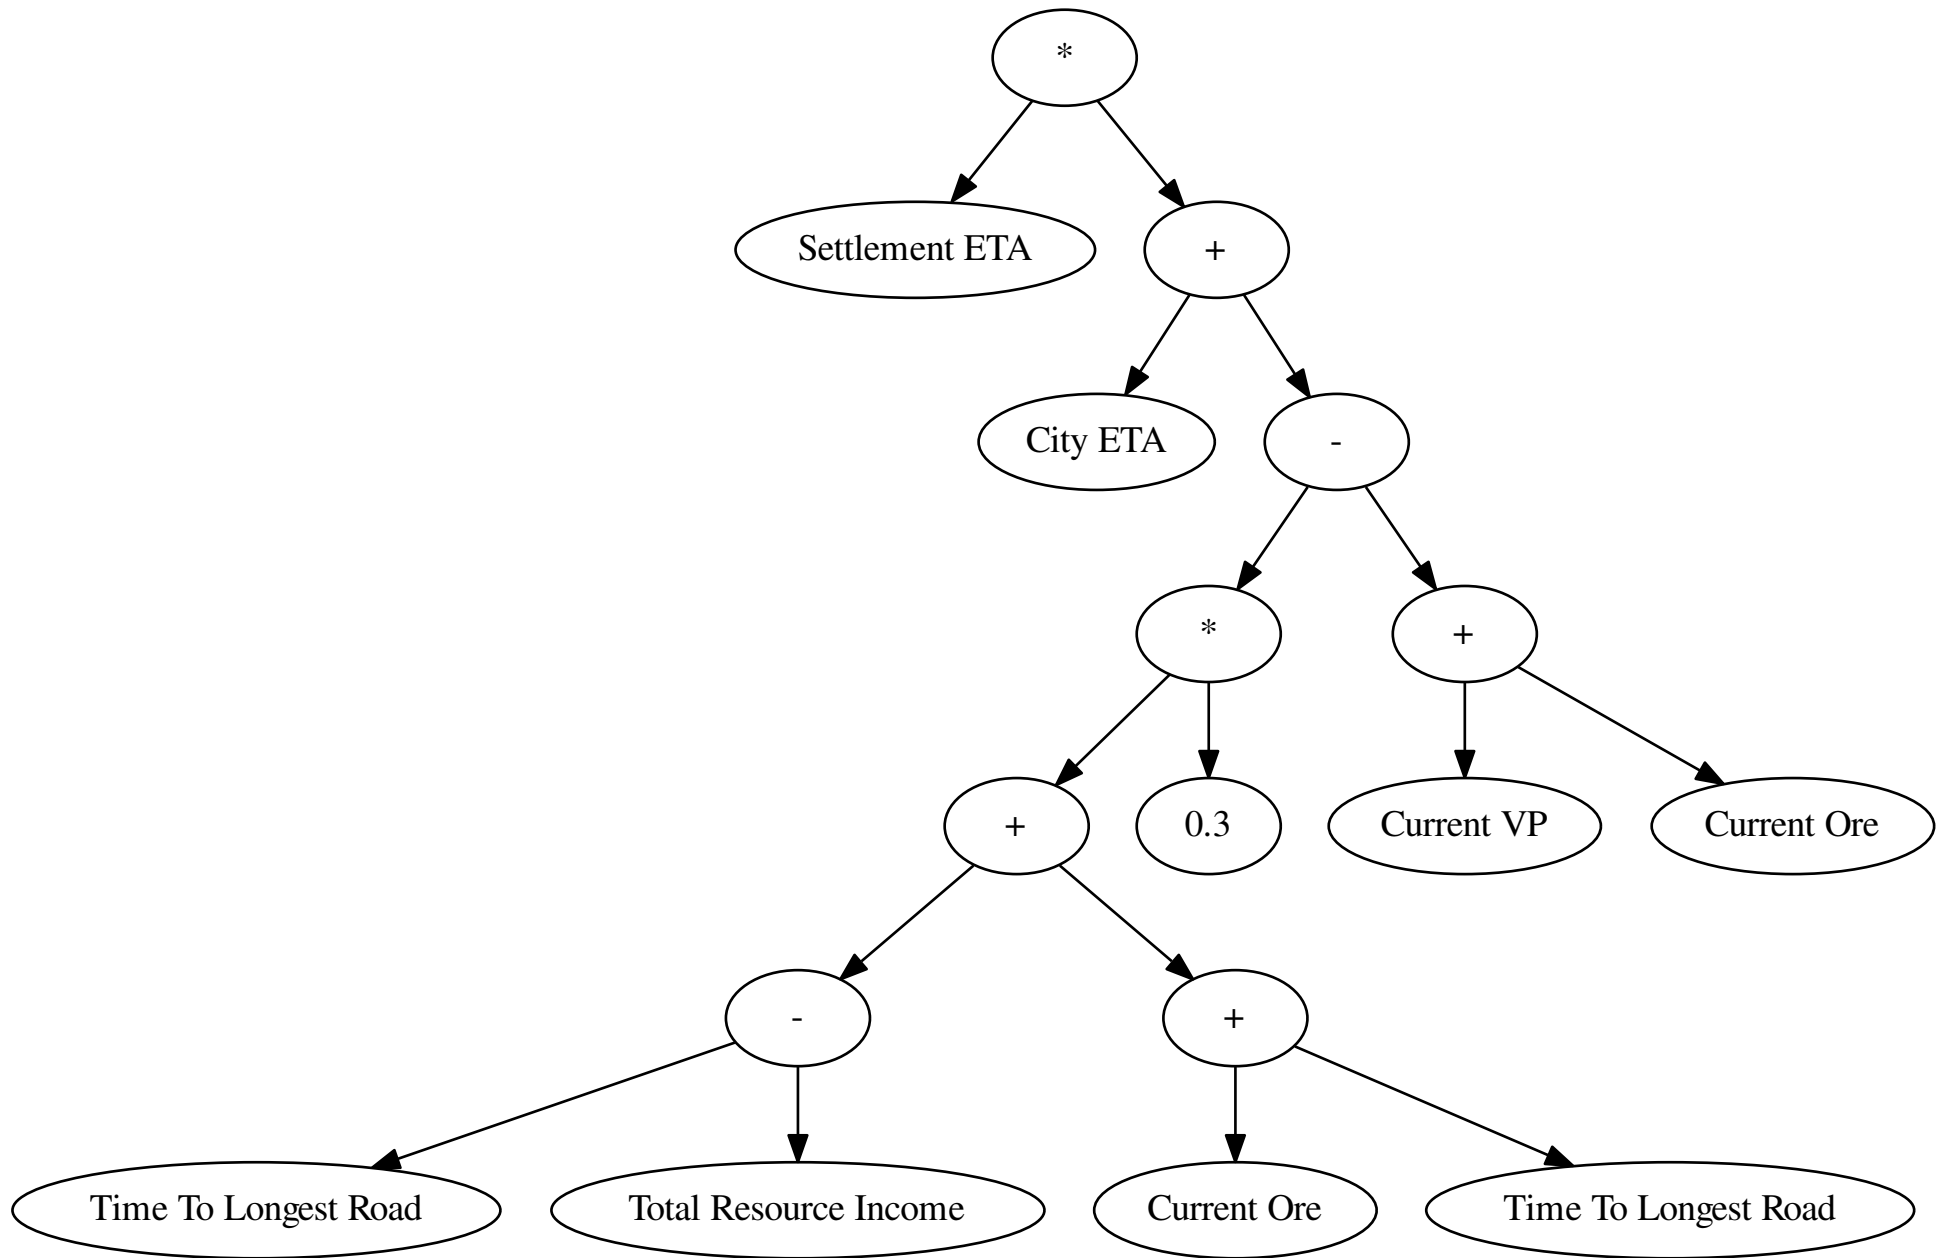 *
Settlement ETA
+
City ETA
-
*
+
+
0.3
Current VP
Current Ore
-
+
Time To Longest Road
Total Resource Income
Current Ore
Time To Longest Road